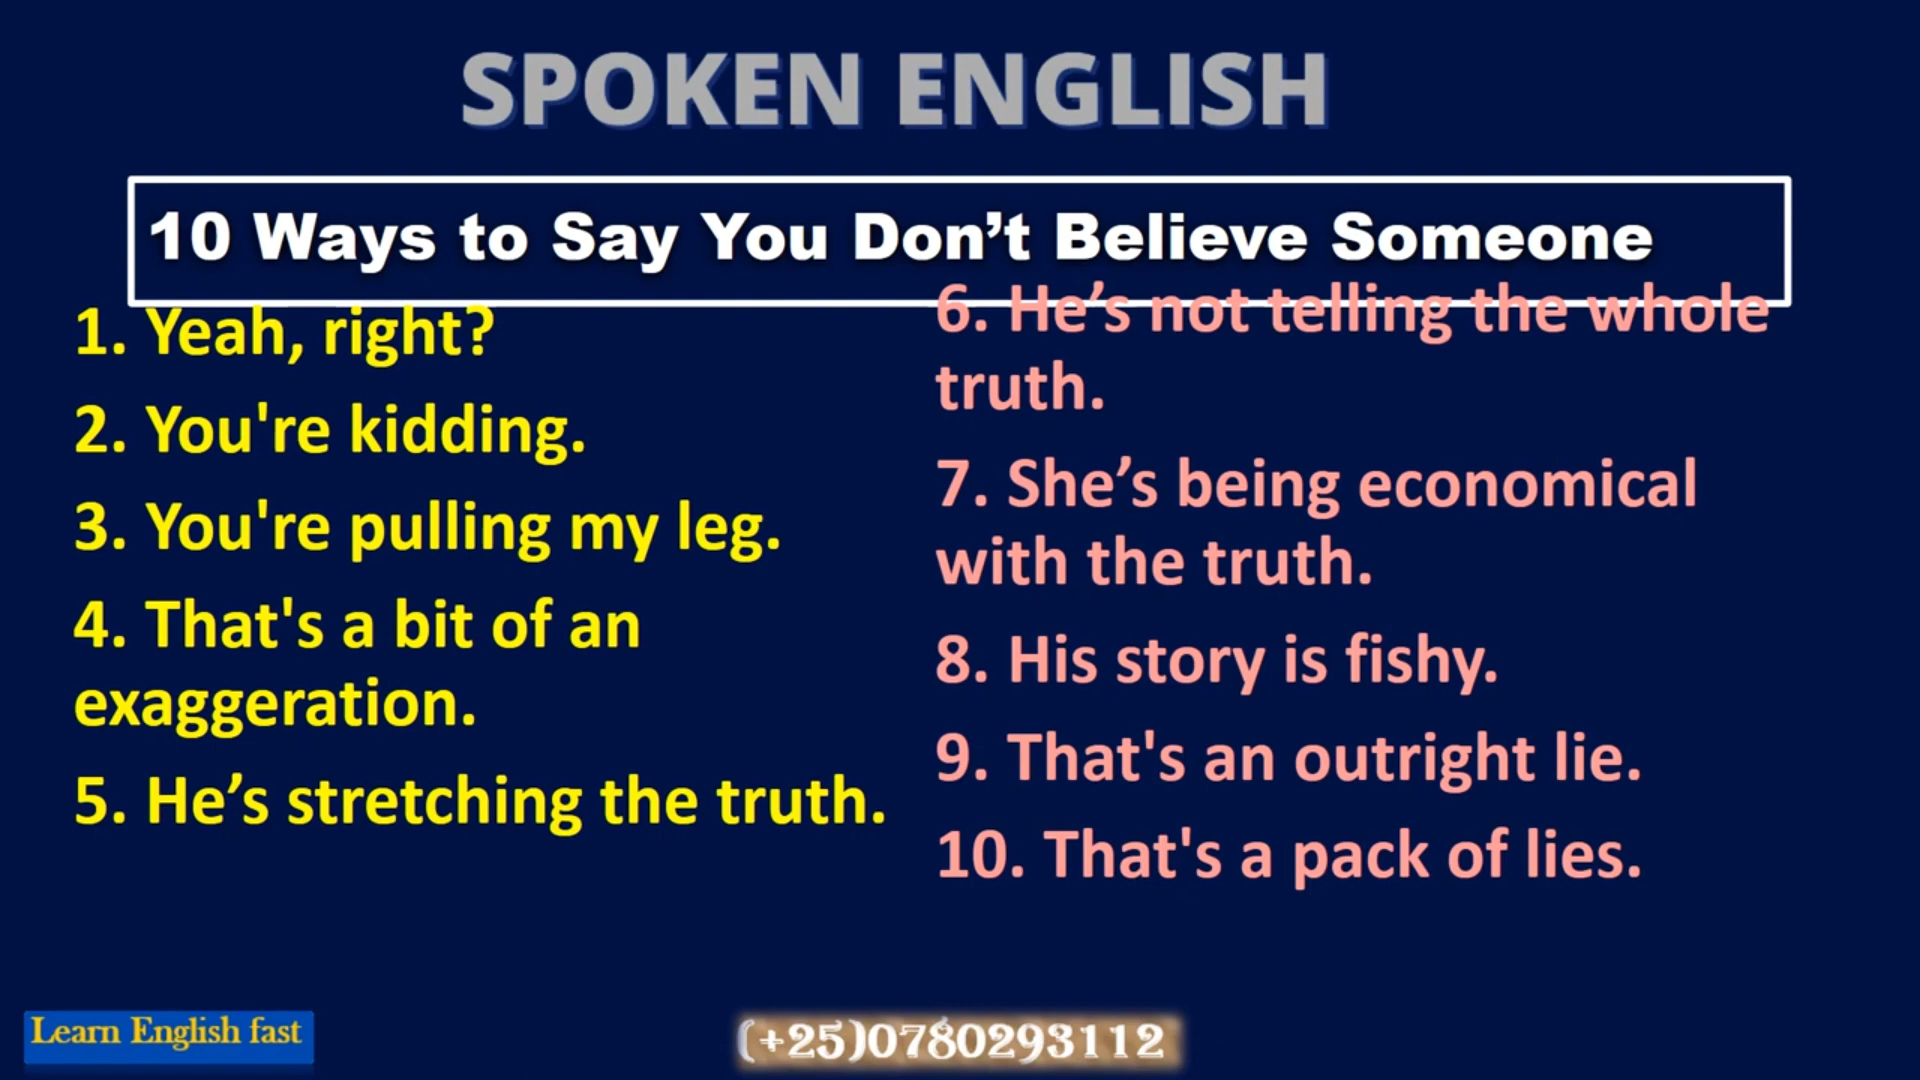 SPOKEN ENGLISH
10 Ways to Say You Don’t Believe Someone
1. Yeah, right?
2. You're kidding.
3. You're pulling my leg.
4. That's a bit of an
exaggeration.
5. He’s stretching the truth.
6. He’s not telling the whole
truth.
7. She’s being economical
with the truth.
8. His story is fishy.
9. That's an outright lie.
10. That's a pack of lies.
Learn English fast
(+25)0780293112